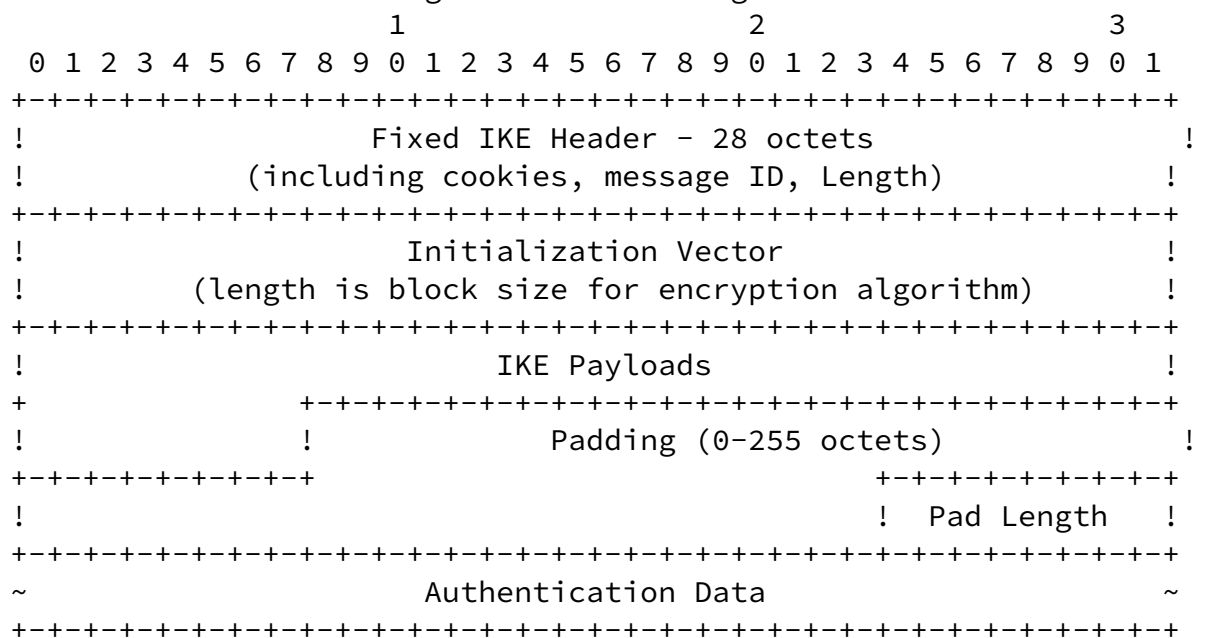 1                   2                   3
 0 1 2 3 4 5 6 7 8 9 0 1 2 3 4 5 6 7 8 9 0 1 2 3 4 5 6 7 8 9 0 1
+-+-+-+-+-+-+-+-+-+-+-+-+-+-+-+-+-+-+-+-+-+-+-+-+-+-+-+-+-+-+-+-+
!                   Fixed IKE Header - 28 octets                 !
!            (including cookies, message ID, Length)            !
+-+-+-+-+-+-+-+-+-+-+-+-+-+-+-+-+-+-+-+-+-+-+-+-+-+-+-+-+-+-+-+-+
!                     Initialization Vector                     !
!         (length is block size for encryption algorithm)       !
+-+-+-+-+-+-+-+-+-+-+-+-+-+-+-+-+-+-+-+-+-+-+-+-+-+-+-+-+-+-+-+-+
!                          IKE Payloads                         !
+               +-+-+-+-+-+-+-+-+-+-+-+-+-+-+-+-+-+-+-+-+-+-+-+-+
!               !             Padding (0-255 octets)             !
+-+-+-+-+-+-+-+-+                               +-+-+-+-+-+-+-+-+
!                                               !  Pad Length   !
+-+-+-+-+-+-+-+-+-+-+-+-+-+-+-+-+-+-+-+-+-+-+-+-+-+-+-+-+-+-+-+-+
~                      Authentication Data                      ~
+-+-+-+-+-+-+-+-+-+-+-+-+-+-+-+-+-+-+-+-+-+-+-+-+-+-+-+-+-+-+-+-+